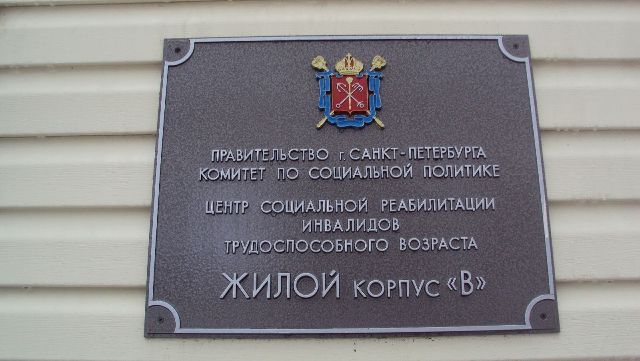 ПРАВИТЕЛЬСТВО г. САНКТ-ПЕТЕРБУРГА
КОМИТЕТ ПО СОЦИАЛЬНОЙ ПОЛИТИКЕ
ЦЕНТР СОЦИАЛЬНОЙ РЕАБИЛИТАЦИИ
ИНВАЛИДОВ
ТРУДОСПОСОБНОГО ВОЗРАСТА
ЖИЛОЙ КОРПУС «В»